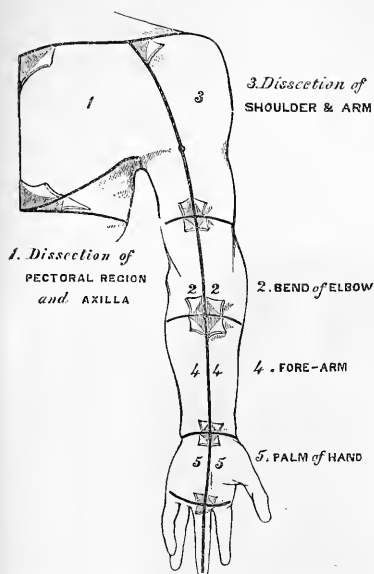 1
3
3. Dissection of
SHOULDER & ARM
1. Dissection of
PECTORAL REGION
and AXILLA
2 2
2. BEND of ELBOW
4 4
4. FORE-ARM
5 5
5. PALM of HAND